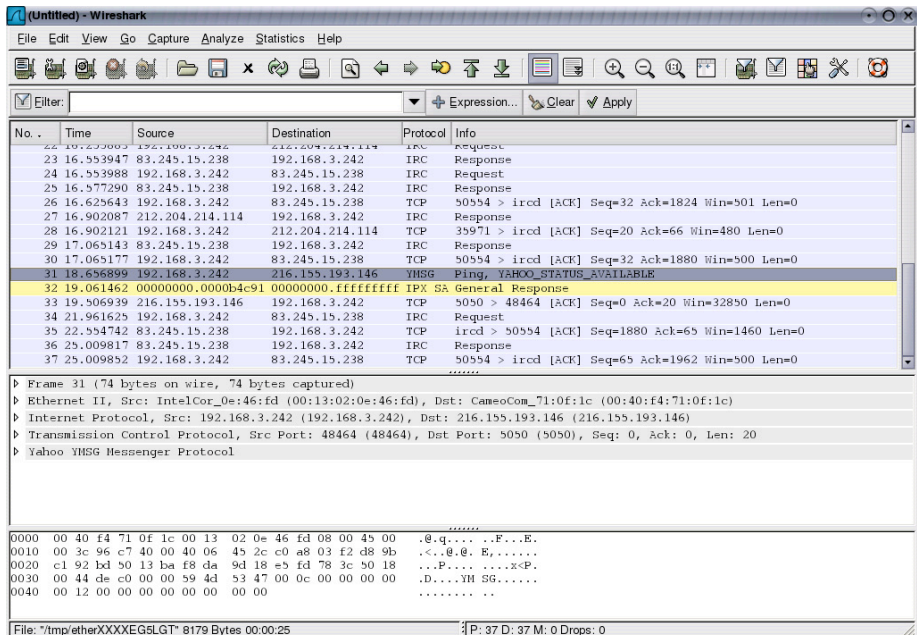 (Untitled) - Wireshark
File Edit View Go Capture Analyze Statistics Help
Filter: Expression... Clear Apply
No. . Time Source Destination Protocol Info
22 16.253883 192.168.3.242 212.204.214.114 IRC Request
23 16.553947 83.245.15.238 192.168.3.242 IRC Response
24 16.553988 192.168.3.242 83.245.15.238 IRC Request
25 16.577290 83.245.15.238 192.168.3.242 IRC Response
26 16.625643 192.168.3.242 83.245.15.238 TCP 50554 > ircd [ACK] Seq=32 Ack=1824 Win=501 Len=0
27 16.902087 212.204.214.114 192.168.3.242 IRC Response
28 16.902121 192.168.3.242 212.204.214.114 TCP 35971 > ircd [ACK] Seq=20 Ack=66 Win=480 Len=0
29 17.065143 83.245.15.238 192.168.3.242 IRC Response
30 17.065177 192.168.3.242 83.245.15.238 TCP 50554 > ircd [ACK] Seq=32 Ack=1880 Win=500 Len=0
31 18.656899 192.168.3.242 216.155.193.146 YMSG Ping, YAHOO_STATUS_AVAILABLE
32 19.061462 00000000.0000b4c91 00000000.fffffffff IPX SA General Response
33 19.506939 216.155.193.146 192.168.3.242 TCP 5050 > 48464 [ACK] Seq=0 Ack=20 Win=32850 Len=0
34 21.961625 192.168.3.242 83.245.15.238 IRC Request
35 22.554742 83.245.15.238 192.168.3.242 TCP ircd > 50554 [ACK] Seq=1880 Ack=65 Win=1460 Len=0
36 25.009817 83.245.15.238 192.168.3.242 IRC Response
37 25.009852 192.168.3.242 83.245.15.238 TCP 50554 > ircd [ACK] Seq=65 Ack=1962 Win=500 Len=0
Frame 31 (74 bytes on wire, 74 bytes captured)
Ethernet II, Src: IntelCor_0e:46:fd (00:13:02:0e:46:fd), Dst: CameoCom_71:0f:1c (00:40:f4:71:0f:1c)
Internet Protocol, Src: 192.168.3.242 (192.168.3.242), Dst: 216.155.193.146 (216.155.193.146)
Transmission Control Protocol, Src Port: 48464 (48464), Dst Port: 5050 (5050), Seq: 0, Ack: 0, Len: 20
Yahoo YMSG Messenger Protocol
0000 00 40 f4 71 0f 1c 00 13 02 0e 46 fd 08 00 45 00 .@.q.... ..F...E.
0010 00 3c 96 c7 40 00 40 06 45 2c c0 a8 03 f2 d8 9b .<..@.@. E,......
0020 c1 92 bd 50 13 ba f8 da 9d 18 e5 fd 78 3c 50 18 ...P.... ....x<P.
0030 00 44 de c0 00 00 59 4d 53 47 00 0c 00 00 00 00 .D....YM SG......
0040 00 12 00 00 00 00 00 00 00 00 ........ ..
File: "/tmp/etherXXXXEG5LGT" 8179 Bytes 00:00:25 P: 37 D: 37 M: 0 Drops: 0